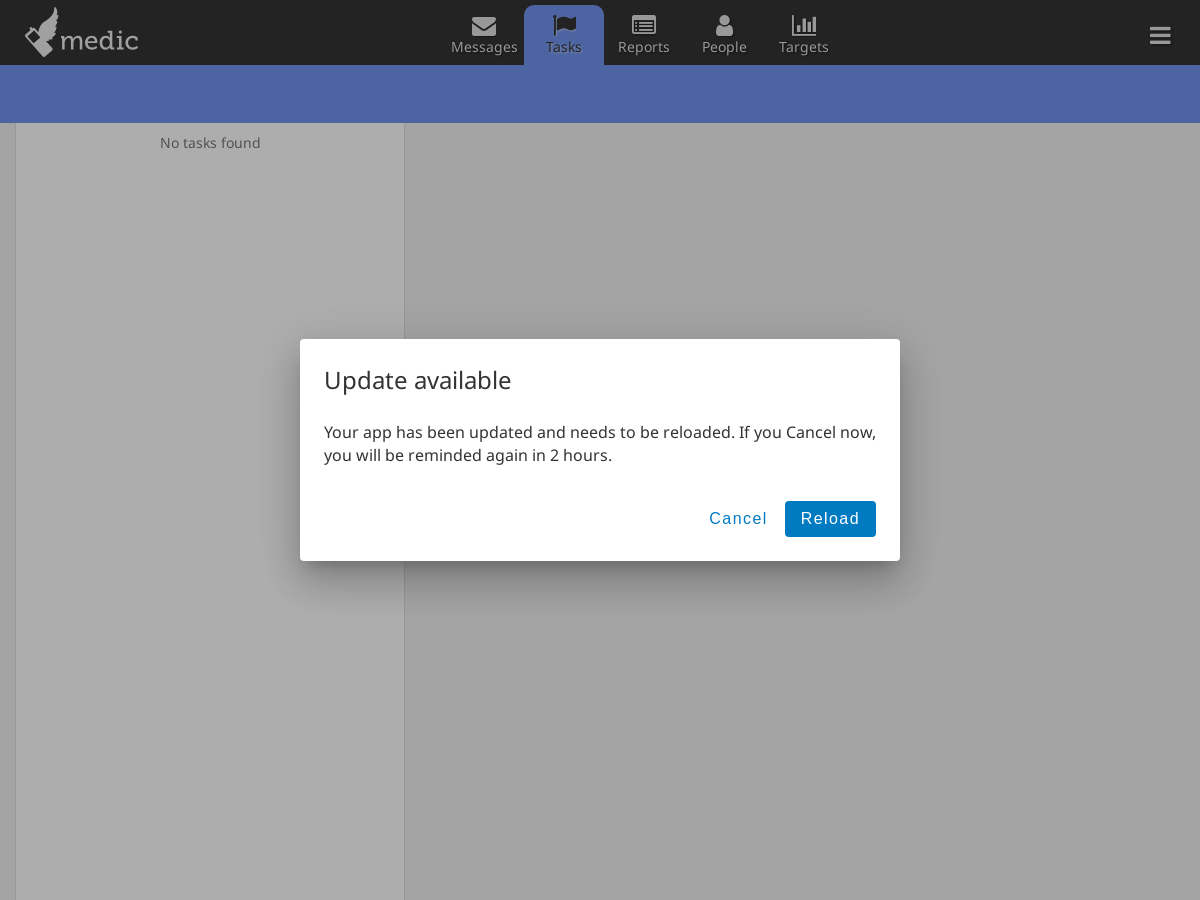 medic
Messages
Tasks
Reports
People
Targets
No tasks found
Update available
Your app has been updated and needs to be reloaded. If you Cancel now,
you will be reminded again in 2 hours.
Cancel
Reload